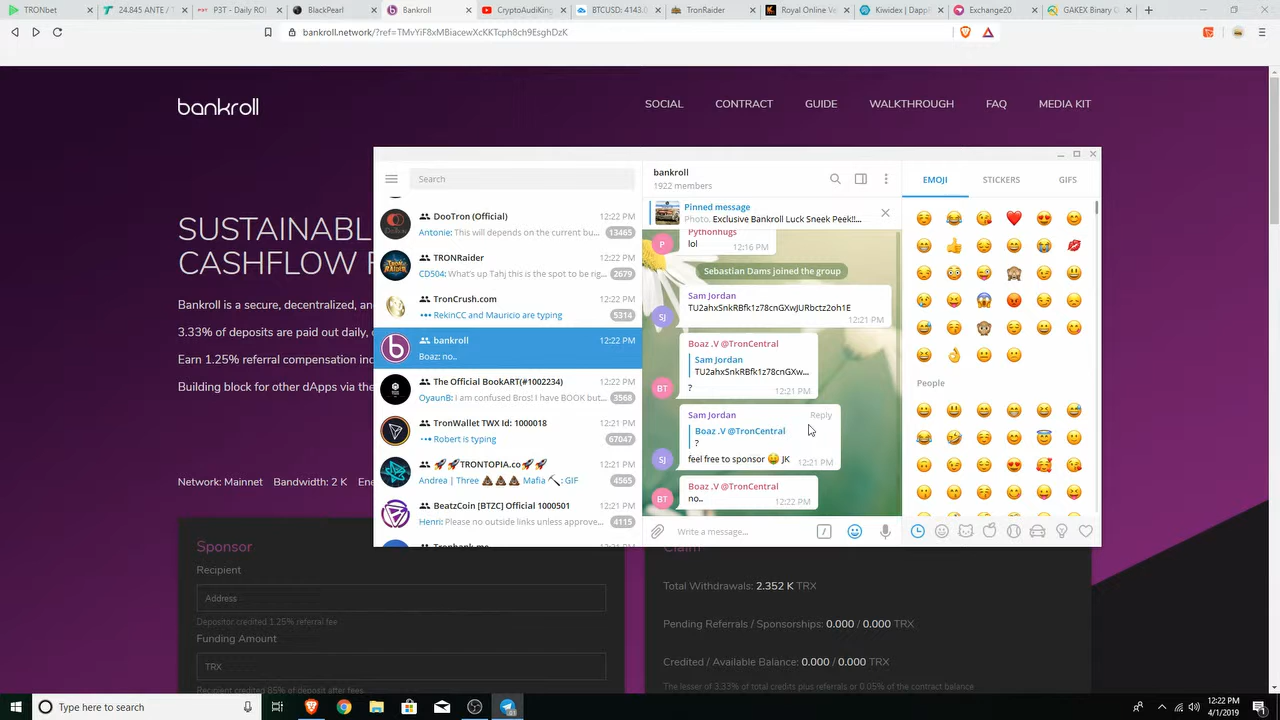 TRONbet
24.845 ANTE / T
P3T - Daily RO
BlackPearl
Bankroll
CryptoAudiKing
BTCUSD: 4143.0
TronRaider
Royal Online V
Kiwidex | DappE
Exchange20
GAKEX Binary O
bankroll.network/?ref=TMvYiF8xMBiacewXcKKTcph8ch9EsghDzK
bankroll
SOCIAL
CONTRACT
GUIDE
WALKTHROUGH
FAQ
MEDIA KIT
SUSTAINABL
CASHFLOW
Bankroll is a secure, decentralized, an
3.33% of deposits are paid out daily,
Earn 1.25% referral compensation ind
Building block for other dApps via the
Network: Mainnet Bandwidth: 2 K Ene
Search
DooTron (Official) 12:22 PM
Antonie: This will depends on the current bu... 13465
TRONRaider 12:22 PM
CD504: What's up Tahj this is the spot to be rig... 2679
TronCrush.com 12:22 PM
RekinCC and Mauricio are typing 5314
bankroll 12:22 PM
Boaz: no..
The Official BookART(#1002234) 12:22 PM
OyaunB: I am confused Bros! I have BOOK but... 3568
TronWallet TWX Id: 1000018 12:21 PM
Robert is typing 67047
🚀🚀TRONTOPIA.co🚀🚀 12:21 PM
Andrea | Three 💩💩💩 Mafia ⛏: GIF 4565
BeatzCoin [BTZC] Official 1000501 12:21 PM
Henri: Please no outside links unless approve... 4115
Tronbank.me
bankroll
1922 members
Pinned message
Photo. Exclusive Bankroll Luck Sneek Peek!!...
Pythonhugs
P
lol
12:16 PM
Sebastian Dams joined the group
Sam Jordan
TU2ahxSnkRBfk1z78cnGXwJURbctz2oh1E
SJ
12:21 PM
Boaz .V @TronCentral
Sam Jordan
TU2ahxSnkRBfk1z78cnGXw...
BT
?
12:21 PM
Sam Jordan Reply
Boaz .V @TronCentral
?
SJ
feel free to sponsor 🤑 JK 12:21 PM
Boaz .V @TronCentral
BT
no..
12:22 PM
Write a message...
EMOJI
STICKERS
GIFS
People
Sponsor
Recipient
Address
Depositor credited 1.25% referral fee
Funding Amount
TRX
Recipient credited 85% of deposit after fees
Claim
Total Withdrawals: 2.352 K TRX
Pending Referrals / Sponsorships: 0.000 / 0.000 TRX
Credited / Available Balance: 0.000 / 0.000 TRX
The lesser of 3.33% of total credits plus referrals or 0.05% of the contract balance
Type here to search
12:22 PM
4/1/2019